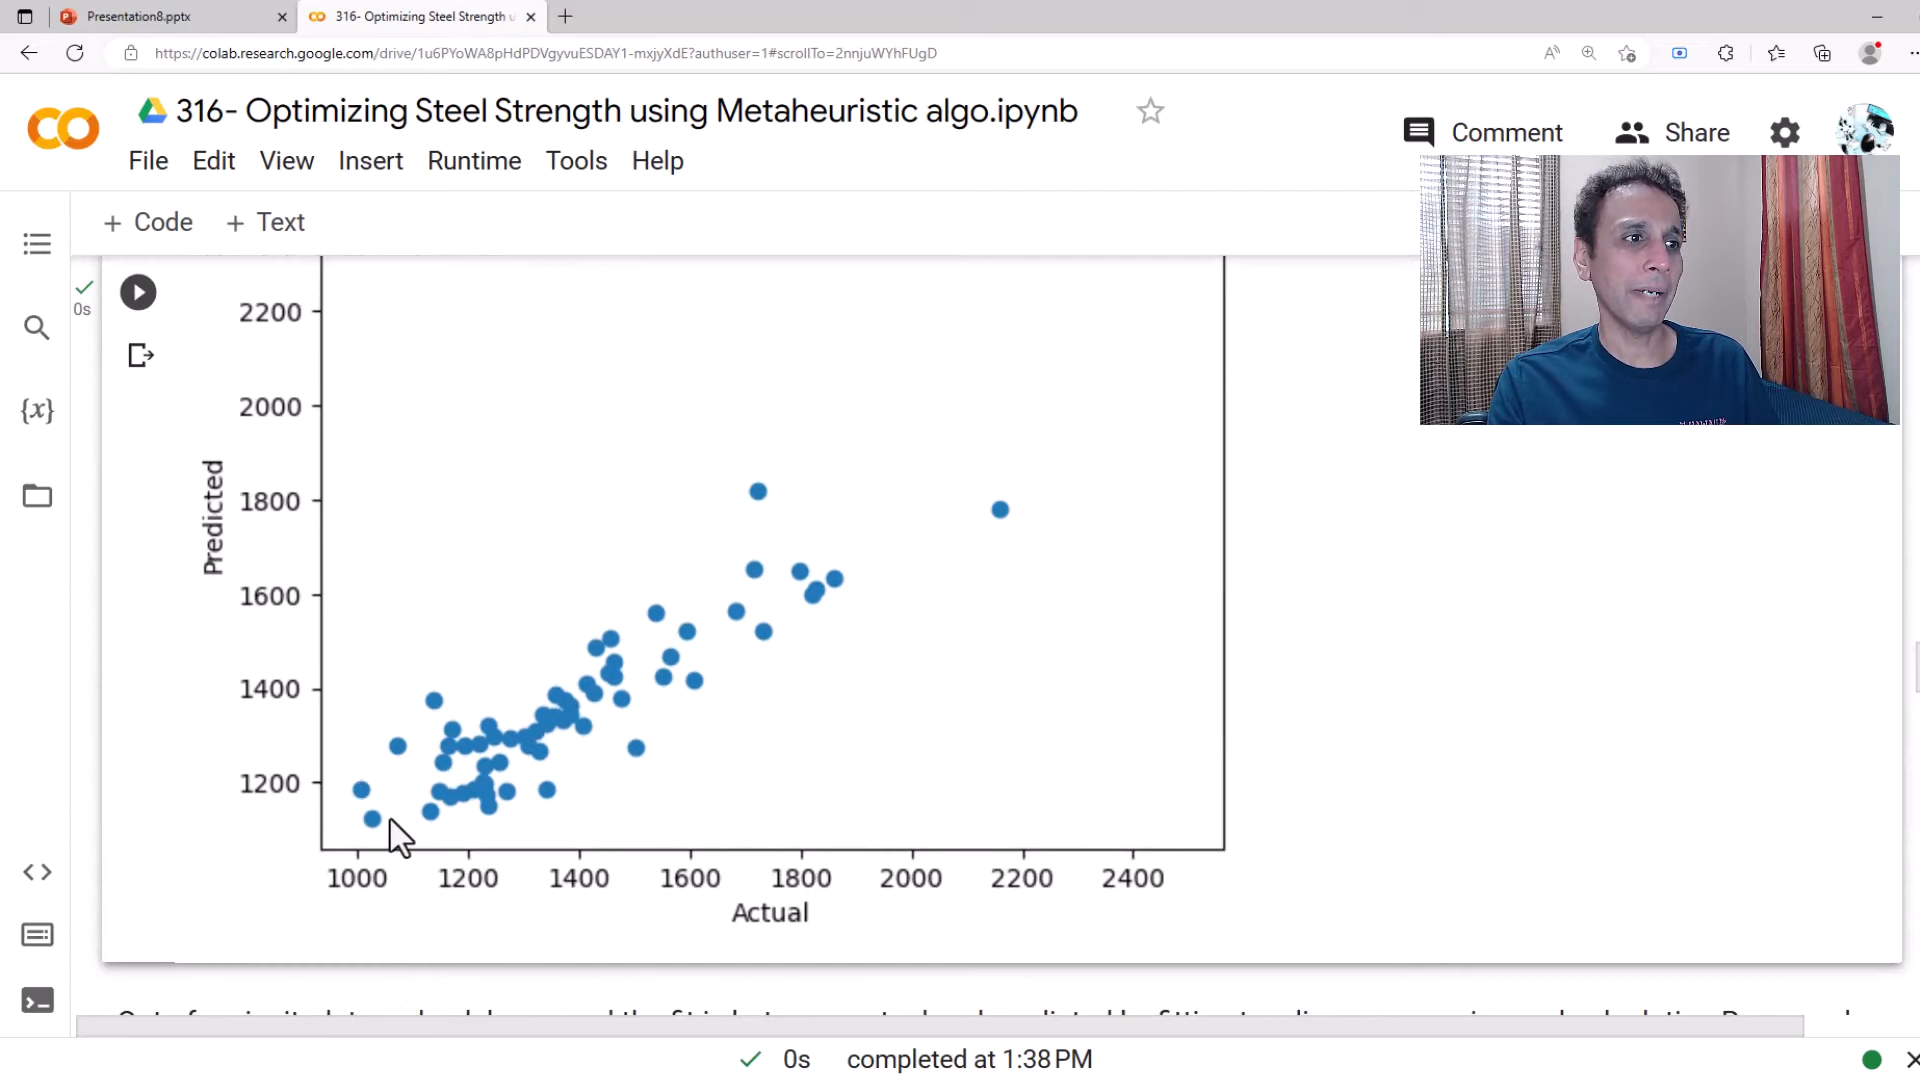 Presentation8.pptx
316- Optimizing Steel Strength u
https://colab.research.google.com/drive/1u6PYoWA8pHdPDVgyvuESDAY1-mxjyXdE?authuser=1#scrollTo=2nnjuWYhFUgD
316- Optimizing Steel Strength using Metaheuristic algo.ipynb
Comment
Share
File Edit View Insert Runtime Tools Help
+ Code + Text
0s
2200
2000
1800
1600
1400
1200
Predicted
1000 1200 1400 1600 1800 2000 2200 2400
Actual
0s completed at 1:38 PM